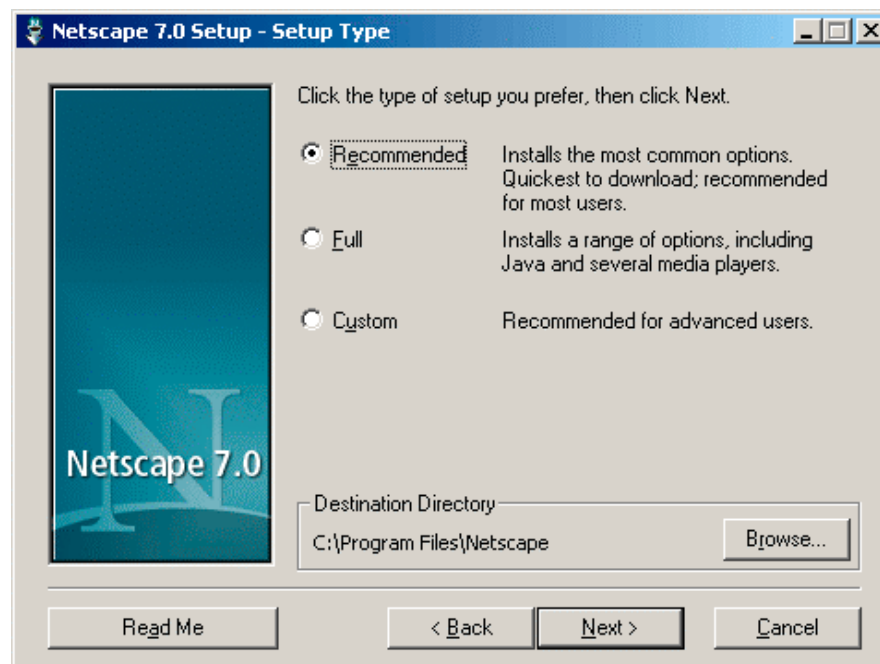 Netscape 7.0 Setup - Setup Type
Click the type of setup you prefer, then click Next.
Recommended
Installs the most common options.
Quickest to download; recommended
for most users.
Full
Installs a range of options, including
Java and several media players.
Custom
Recommended for advanced users.
N
Netscape 7.0
Destination Directory
C:\Program Files\Netscape
Browse...
Read Me
< Back
Next >
Cancel